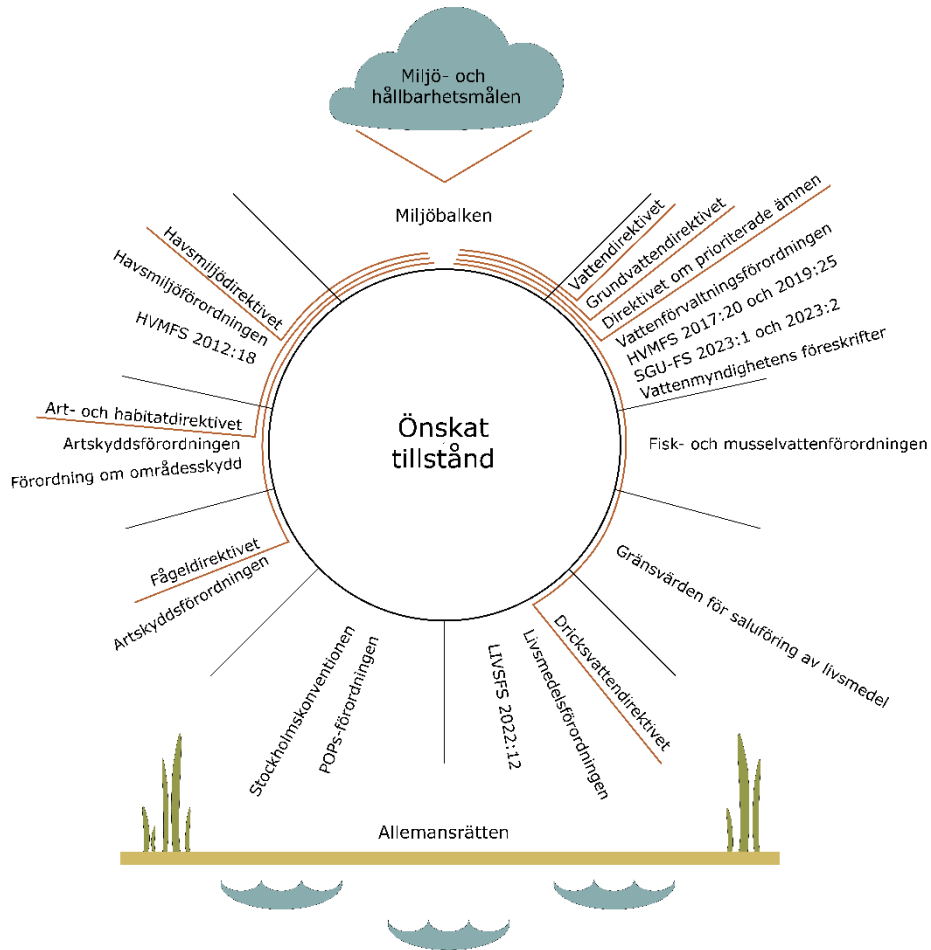 Miljö- och
hållbarhetsmålen
Miljöbalken
Vattendirektivet
Grundvattendirektivet
Direktivet om prioriterade ämnen
Vattenförvaltningsförordningen
HVMFS 2017:20 och 2019:25
SGU-FS 2023:1 och 2023:2
Vattenmyndighetens föreskrifter
Fisk- och musselvattenförordningen
Gränsvärden för saluföring av livsmedel
Dricksvattendirektivet
Livsmedelsförordningen
LIVSFS 2022:12
POPs-förordningen
Stockholmskonventionen
Artskyddsförordningen
Fågeldirektivet
Förordning om områdesskydd
Artskyddsförordningen
Art- och habitatdirektivet
HVMFS 2012:18
Havsmiljöförordningen
Havsmiljödirektivet
Önskat
tillstånd
Allemansrätten